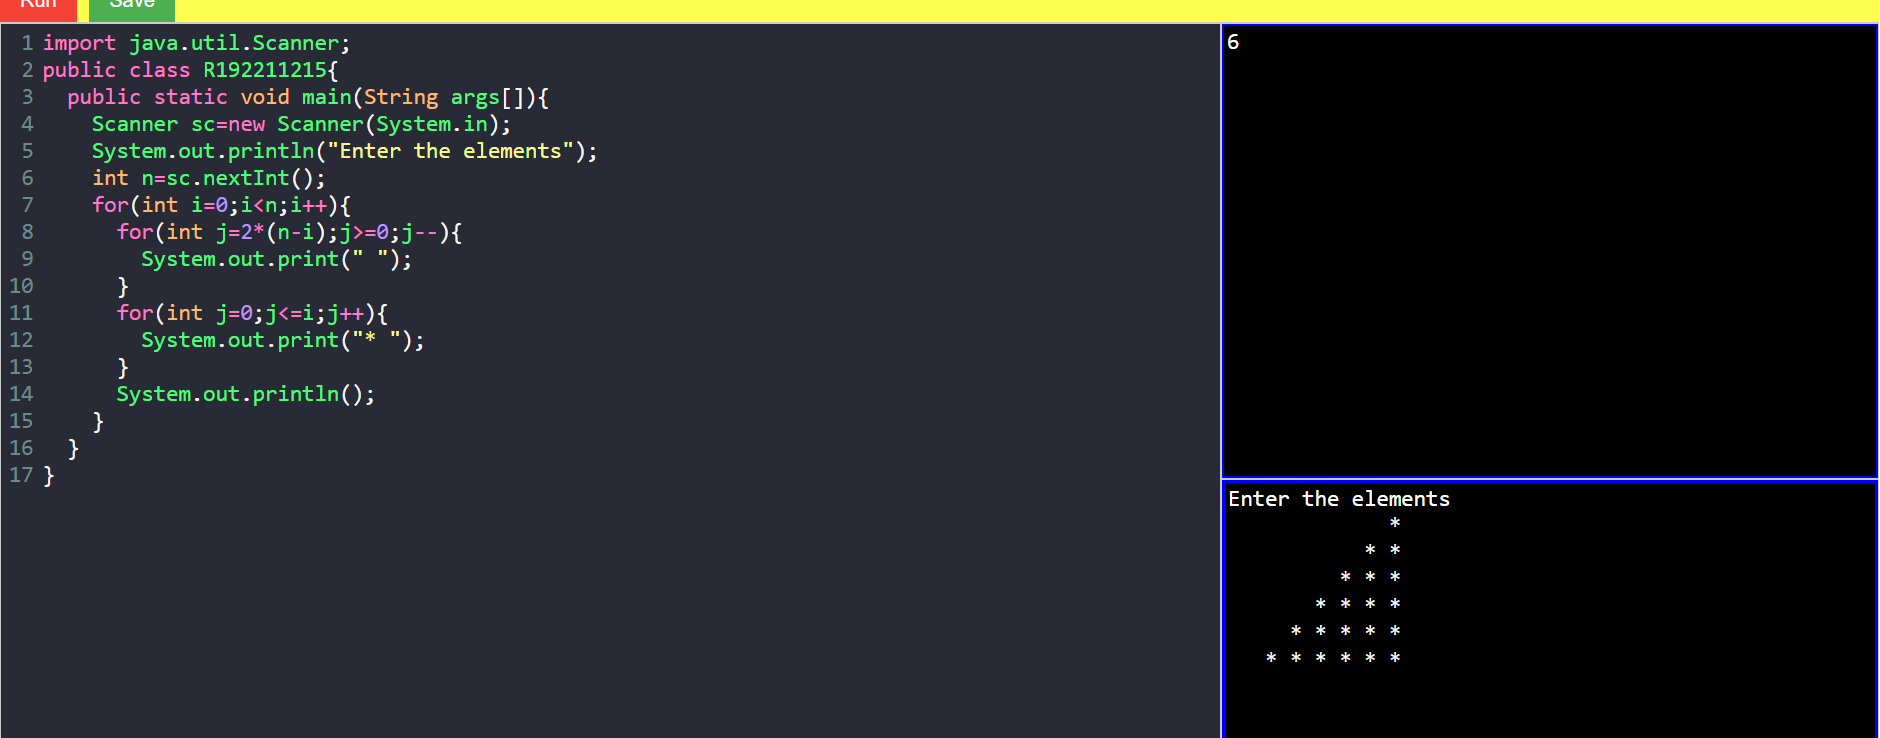 Run Save
1 import java.util.Scanner;
2 public class R192211215{
3   public static void main(String args[]){
4     Scanner sc=new Scanner(System.in);
5     System.out.println("Enter the elements");
6     int n=sc.nextInt();
7     for(int i=0;i<n;i++){
8       for(int j=2*(n-i);j>=0;j--){
9         System.out.print(" ");
10       }
11       for(int j=0;j<=i;j++){
12         System.out.print("* ");
13       }
14       System.out.println();
15     }
16   }
17 }
6
Enter the elements
             *
           * *
         * * *
       * * * *
     * * * * *
   * * * * * *